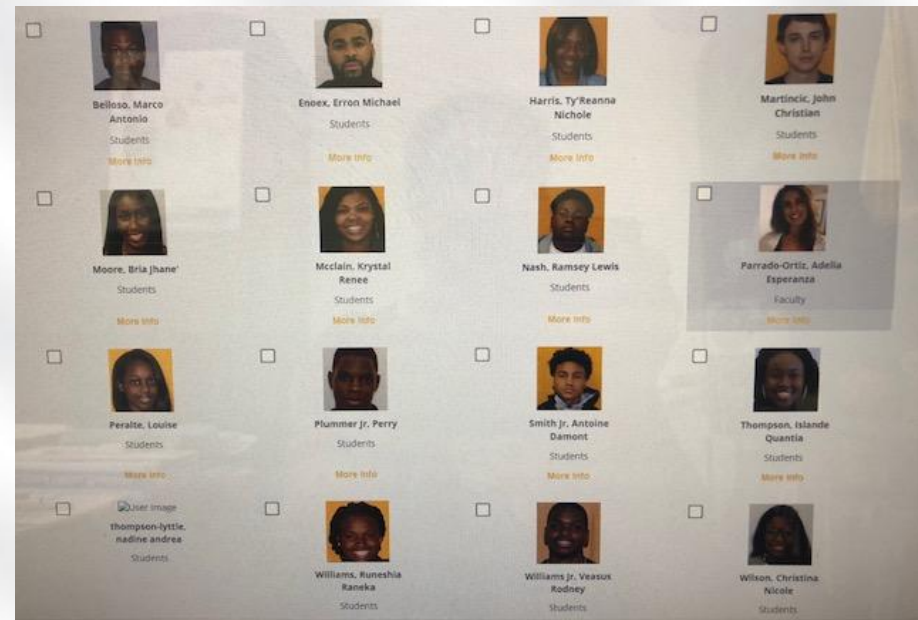 Belloso, Marco
Antonio
Students
More Info
Enoex, Erron Michael
Students
More Info
Harris, Ty'Reanna
Nichole
Students
More Info
Martincic, John
Christian
Students
More Info
Moore, Bria Jhane'
Students
More Info
Mcclain, Krystal
Renee
Students
More Info
Nash, Ramsey Lewis
Students
More Info
Parrado-Ortiz, Adelia
Esperanza
Faculty
More Info
Peralte, Louise
Students
More Info
Plummer Jr, Perry
Students
More Info
Smith Jr, Antoine
Damont
Students
More Info
Thompson, Islande
Quantia
Students
More Info
User Image
thompson-lyttle,
nadine andrea
Students
Williams, Runeshia
Raneka
Students
Williams Jr, Veasus
Rodney
Students
Wilson, Christina
Nicole
Students